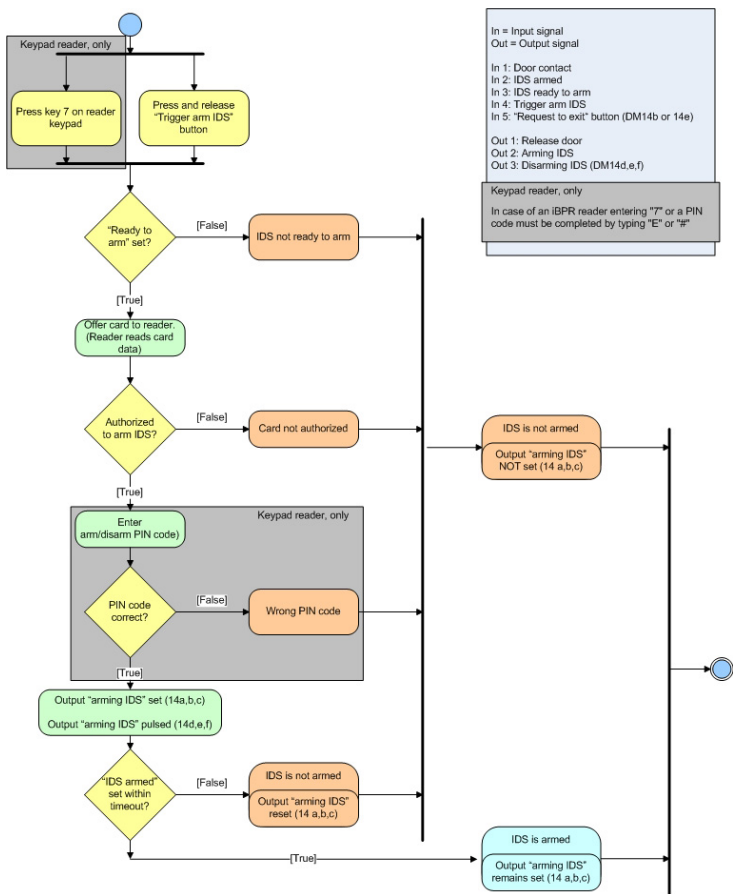 Keypad reader, only
Press key 7 on reader
keypad
Press and release
"Trigger arm IDS"
button
In = Input signal
Out = Output signal
In 1: Door contact
In 2: IDS armed
In 3: IDS ready to arm
In 4: Trigger arm IDS
In 5: "Request to exit" button (DM14b or 14e)
Out 1: Release door
Out 2: Arming IDS
Out 3: Disarming IDS (DM14d,e,f)
Keypad reader, only
In case of an iBPR reader entering "7" or a PIN
code must be completed by typing "E" or "#"
"Ready to
arm" set?
[False]
IDS not ready to arm
[True]
Offer card to reader.
(Reader reads card
data)
Authorized
to arm IDS?
[False]
Card not authorized
IDS is not armed
Output "arming IDS"
NOT set (14 a,b,c)
[True]
Keypad reader, only
Enter
arm/disarm PIN code)
PIN code
correct?
[False]
Wrong PIN code
[True]
Output "arming IDS" set (14a,b,c)
Output "arming IDS" pulsed (14d,e,f)
"IDS armed"
set within
timeout?
[False]
IDS is not armed
Output "arming IDS"
reset (14 a,b,c)
[True]
IDS is armed
Output "arming IDS"
remains set (14 a,b,c)